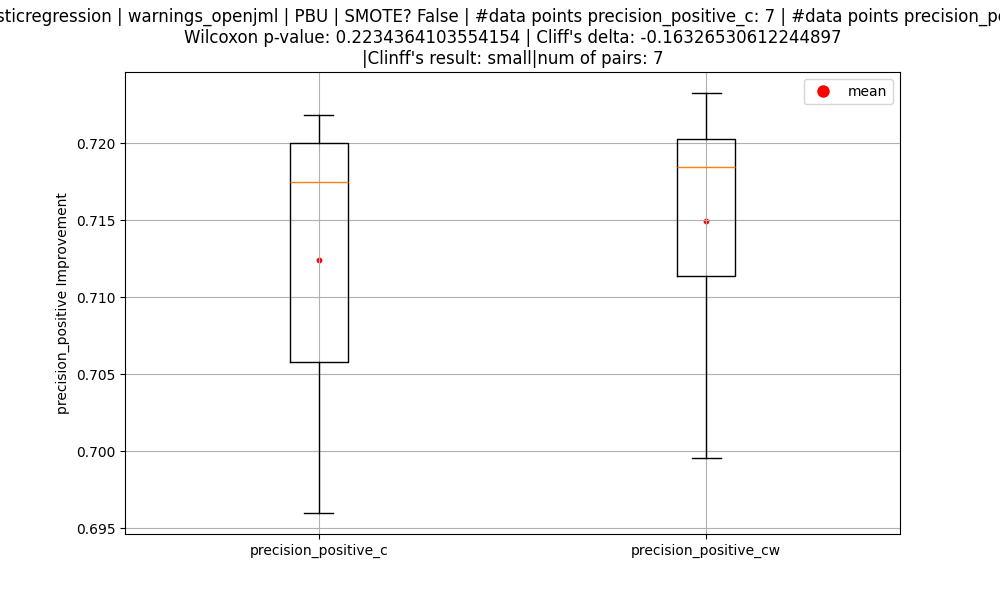 | warnings_openjml | PBU | SMOTE? False | #data points precision_positive_c: 7 | #data points
Wilcoxon p-value: 0.2234364103554154 | Cliff's delta: -0.16326530612244897
|Clinff's result: small|num of pairs: 7
mean
0.720
0.715
0.710
0.705
0.700
0.695
precision_positive Improvement
precision_positive_c
precision_positive_cw